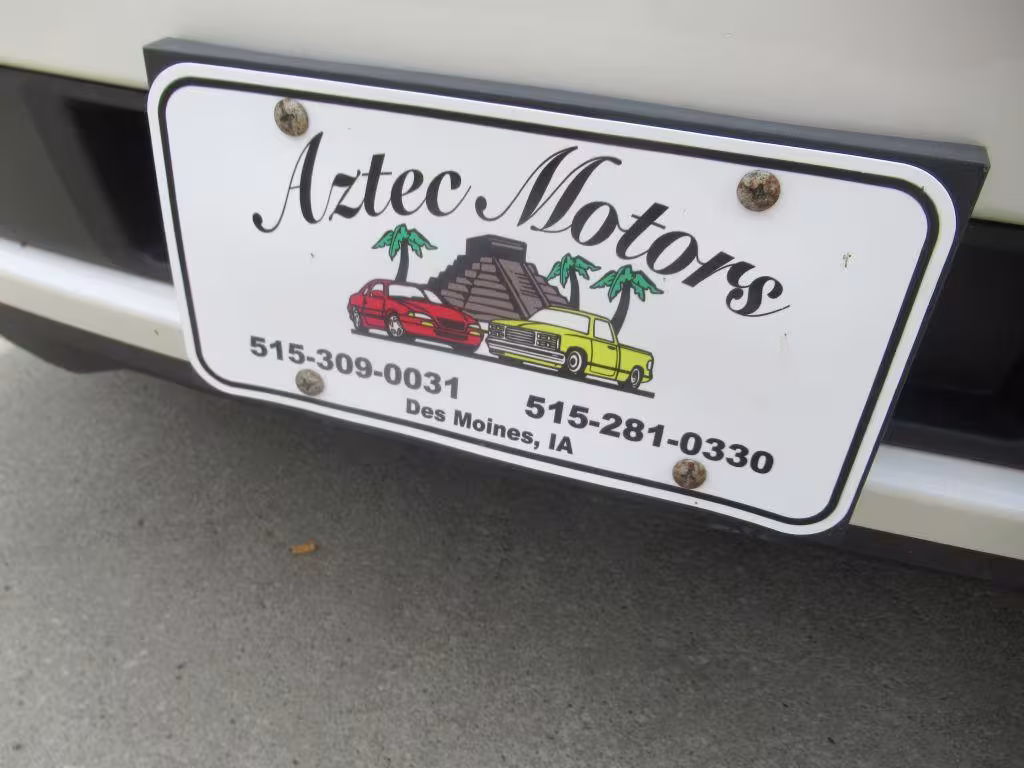 Aztec Motors
515-309-0031
515-281-0330
Des Moines, IA